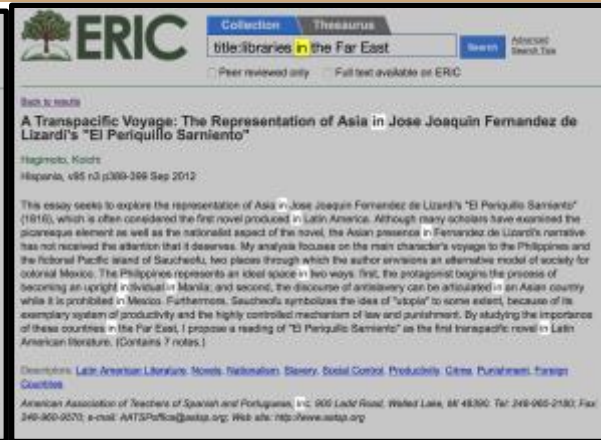 ERIC
Collection Thesaurus
title:libraries in the Far East
Search
Advanced
Search Tips
Peer reviewed only Full text available on ERIC
Back to results
A Transpacific Voyage: The Representation of Asia in Jose Joaquin Fernandez de
Lizardi's "El Periquillo Sarniento"
Hagimoto, Koichi
Hispania, v95 n3 p389-399 Sep 2012
This essay seeks to explore the representation of Asia in Jose Joaquin Fernandez de Lizardi's "El Periquillo Sarniento"
(1816), which is often considered the first novel produced in Latin America. Although many scholars have examined the
picaresque element as well as the nationalist aspect of the novel, the Asian presence in Fernandez de Lizardi's narrative
has not received the attention that it deserves. My analysis focuses on the main character's voyage to the Philippines and
the fictional Pacific island of Saucheofu, two places through which the author envisions an alternative model of society for
colonial Mexico. The Philippines represents an ideal space in two ways: first, the protagonist begins the process of
becoming an upright individual in Manila; and second, the discourse of antislavery can be articulated in an Asian country
while it is prohibited in Mexico. Furthermore, Saucheofu symbolizes the idea of "utopia" to some extent, because of its
exemplary system of productivity and the highly controlled mechanism of law and punishment. By studying the importance
of these countries in the Far East, I propose a reading of "El Periquillo Sarniento" as the first transpacific novel in Latin
American literature. (Contains 7 notes.)
Descriptors: Latin American Literature, Novels, Nationalism, Slavery, Social Control, Productivity, Crime, Punishment, Foreign
Countries
American Association of Teachers of Spanish and Portuguese, Inc. 900 Ladd Road, Walled Lake, MI 48390. Tel: 248-960-2180; Fax:
248-960-9570; e-mail: AATSPoffice@aatsp.org; Web site: http://www.aatsp.org